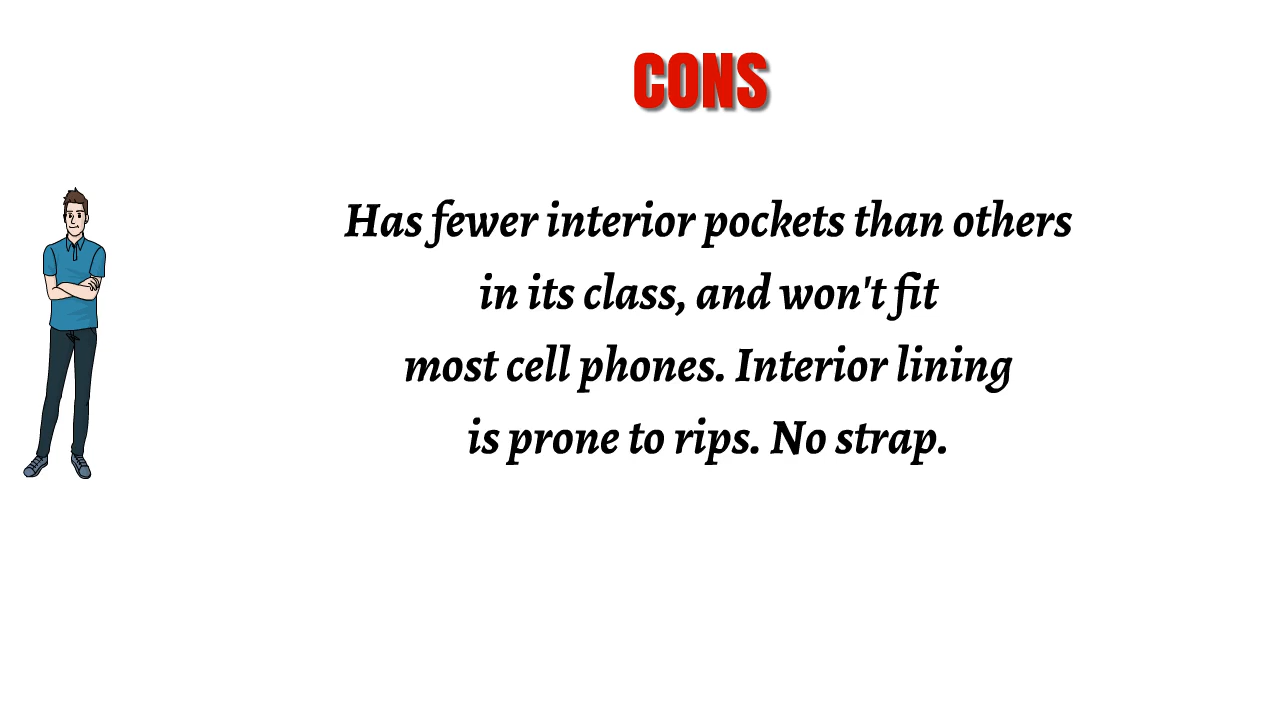 CONS
Has fewer interior pockets than others
in its class, and won't fit
most cell phones. Interior lining
is prone to rips. No strap.